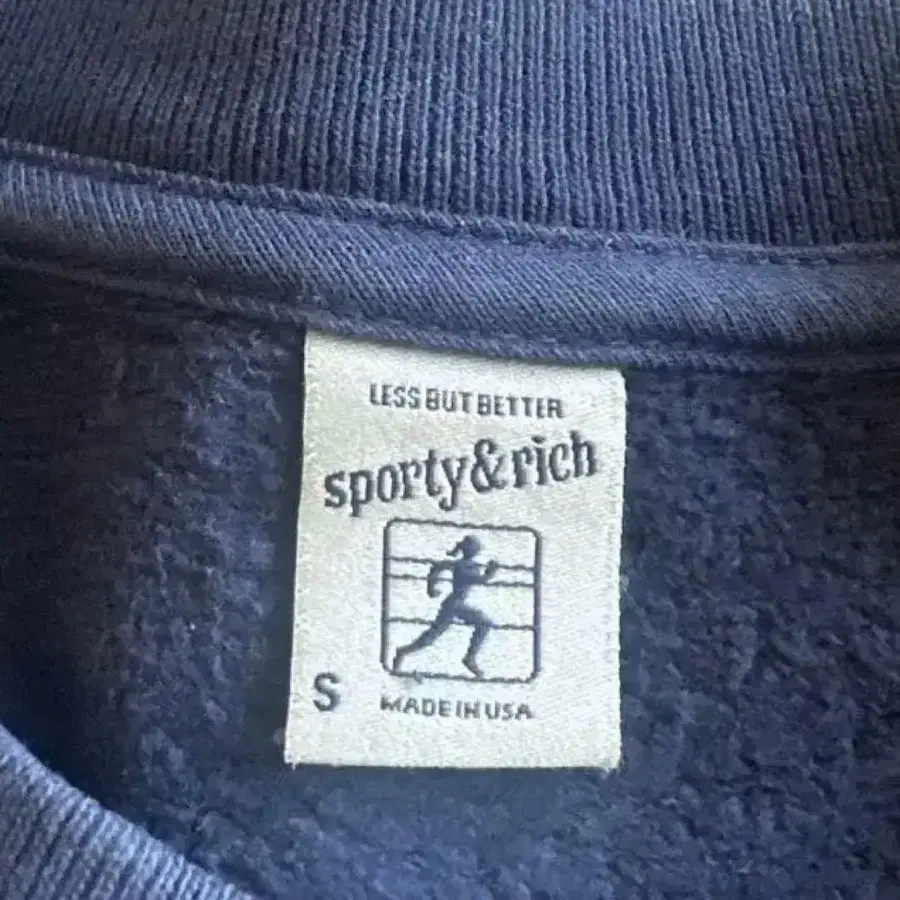 LESS BUT BETTER
sporty&rich
S
MADE IN USA